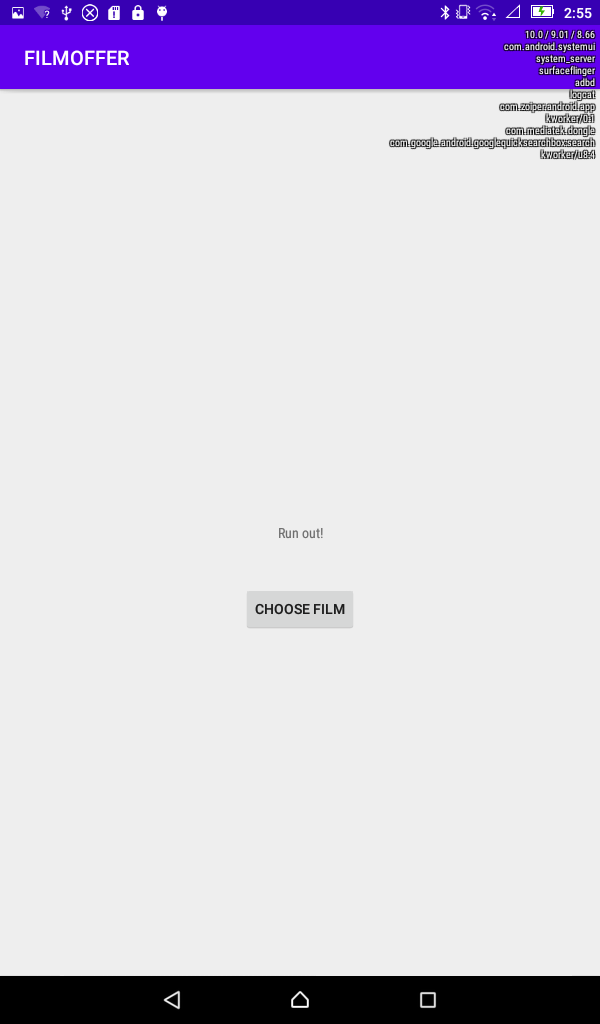 2:55
FILMOFFER
10.0 / 9.01 / 8.66
com.android.systemui
system_server
surfaceflinger
adbd
logcat
com.zoiper.android.app
kworker/0:1
com.mediatek.dongle
com.google.android.googlequicksearchbox:search
kworker/u8:4
Run out!
CHOOSE FILM